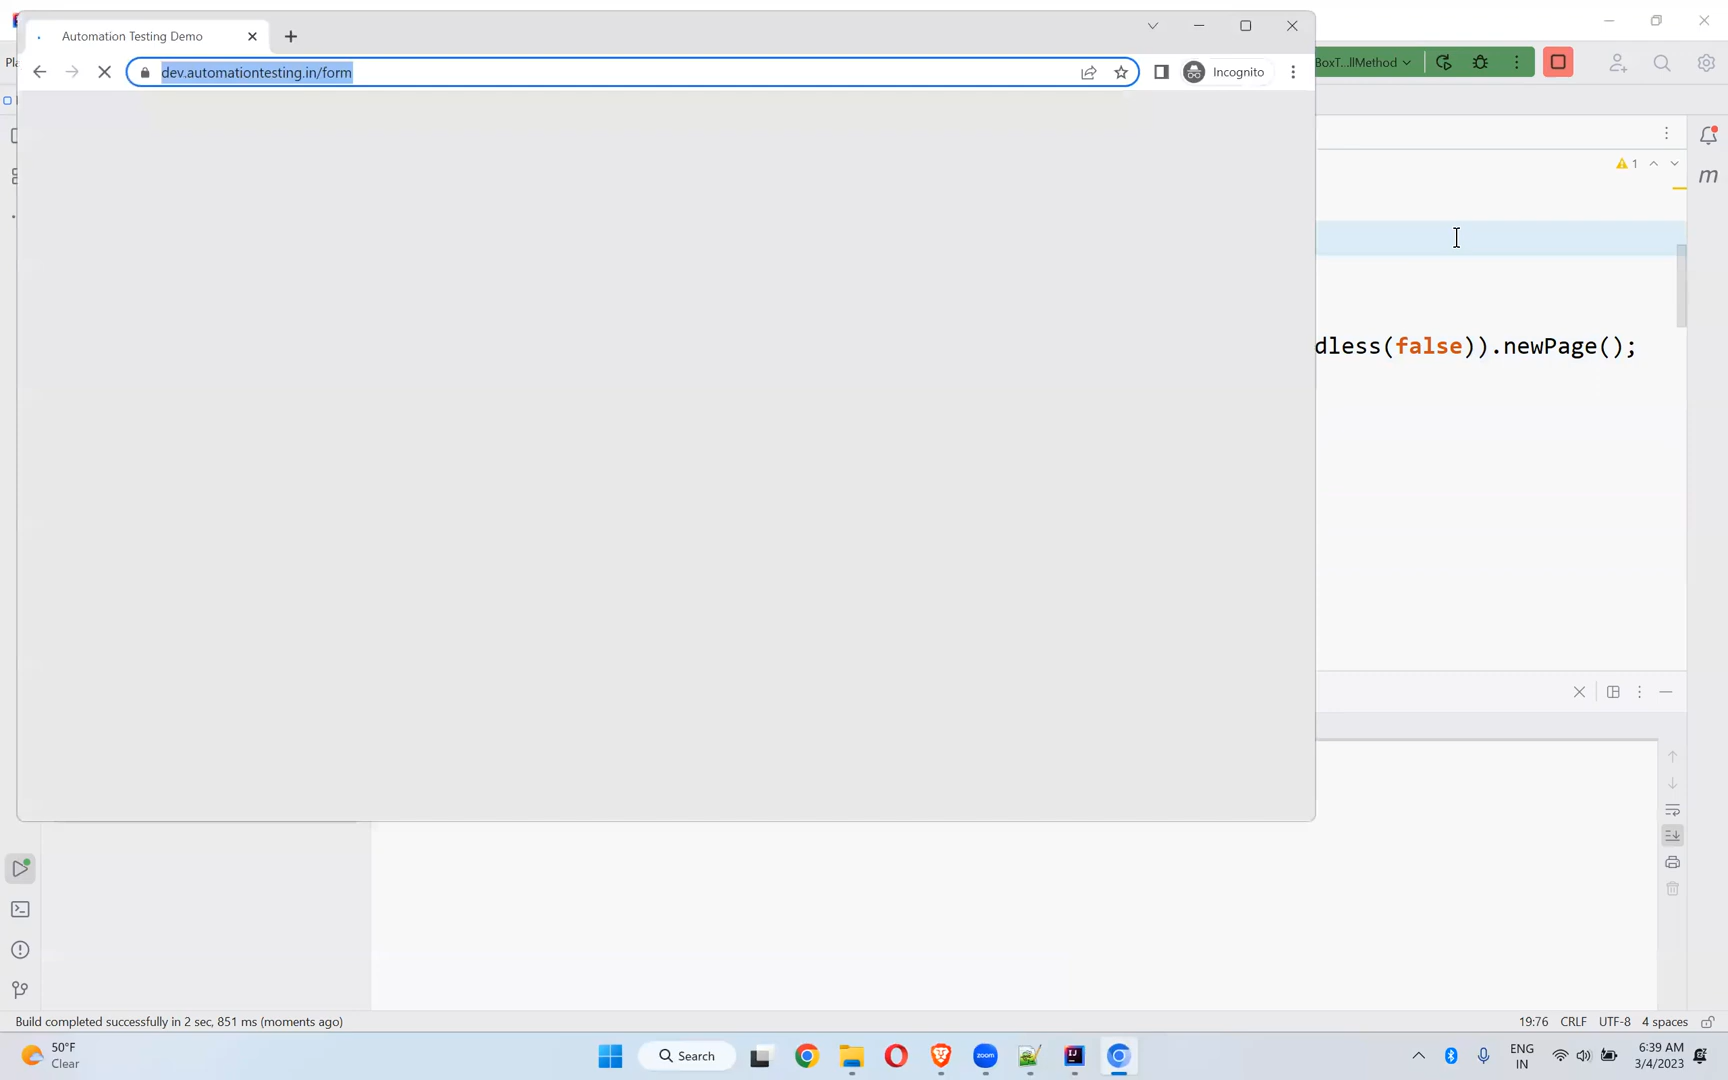 Automation Testing Demo
dev.automationtesting.in/form
Incognito
BoxT...llMethod
1
m
dless(false)).newPage();
Build completed successfully in 2 sec, 851 ms (moments ago)
19:76 CRLF UTF-8 4 spaces
50°F
Clear
Search
zoom
IJ
ENG
IN
6:39 AM
3/4/2023